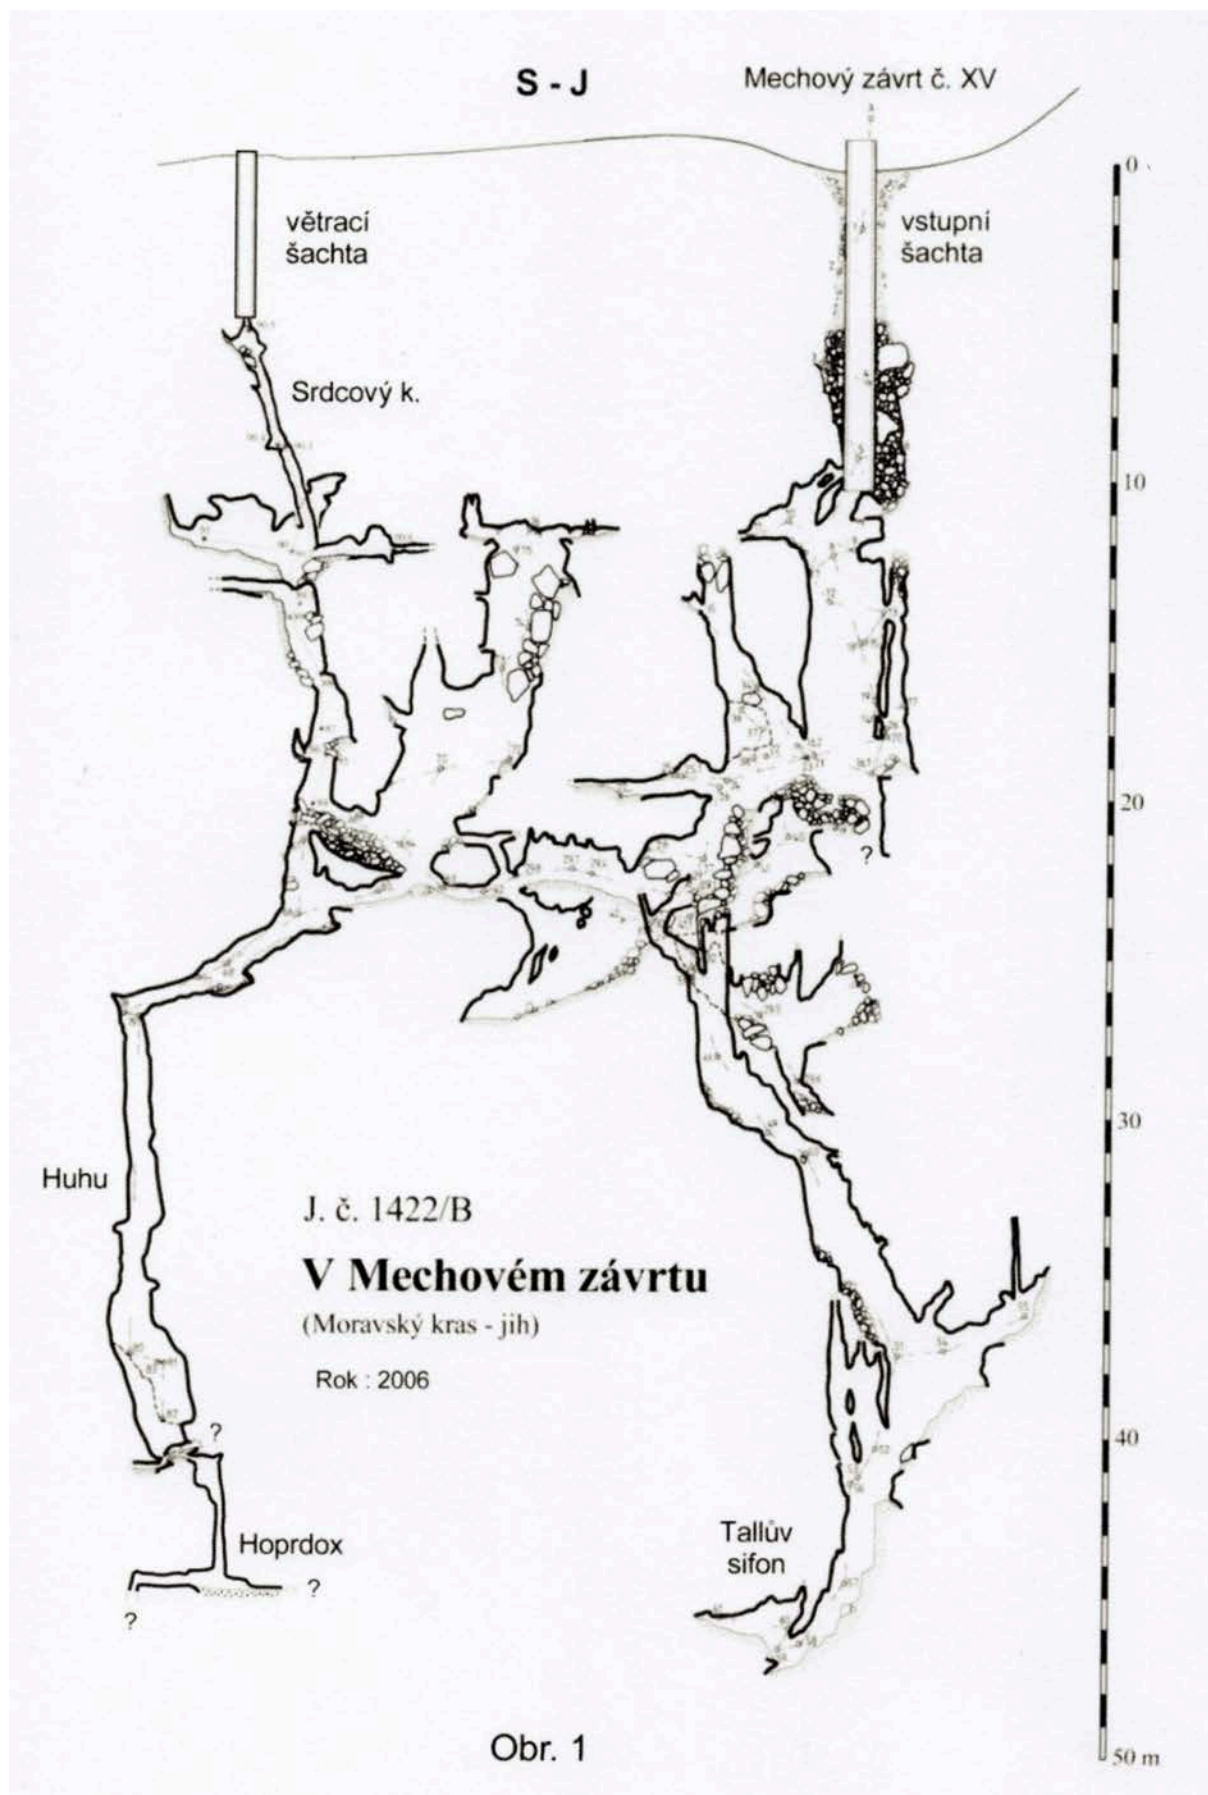 S - J
Mechový závrt č. XV
0
větrací
šachta
vstupní
šachta
Srdcový k.
10
20
?
30
Huhu
J. č. 1422/B
V Mechovém závrtu
(Moravský kras - jih)
Rok : 2006
?
40
Hoprdox
Tallův
sifon
?
?
50 m
Obr. 1